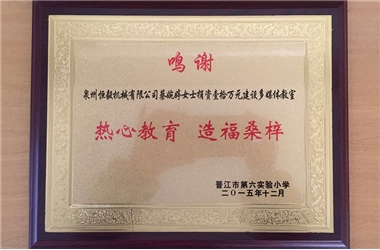 鸣谢
泉州恒毅机械有限公司蔡婉辟女士捐资壹拾万元建设多媒体教室
热心教育 造福桑梓
晋江市第六实验小学
二〇一五年十二月